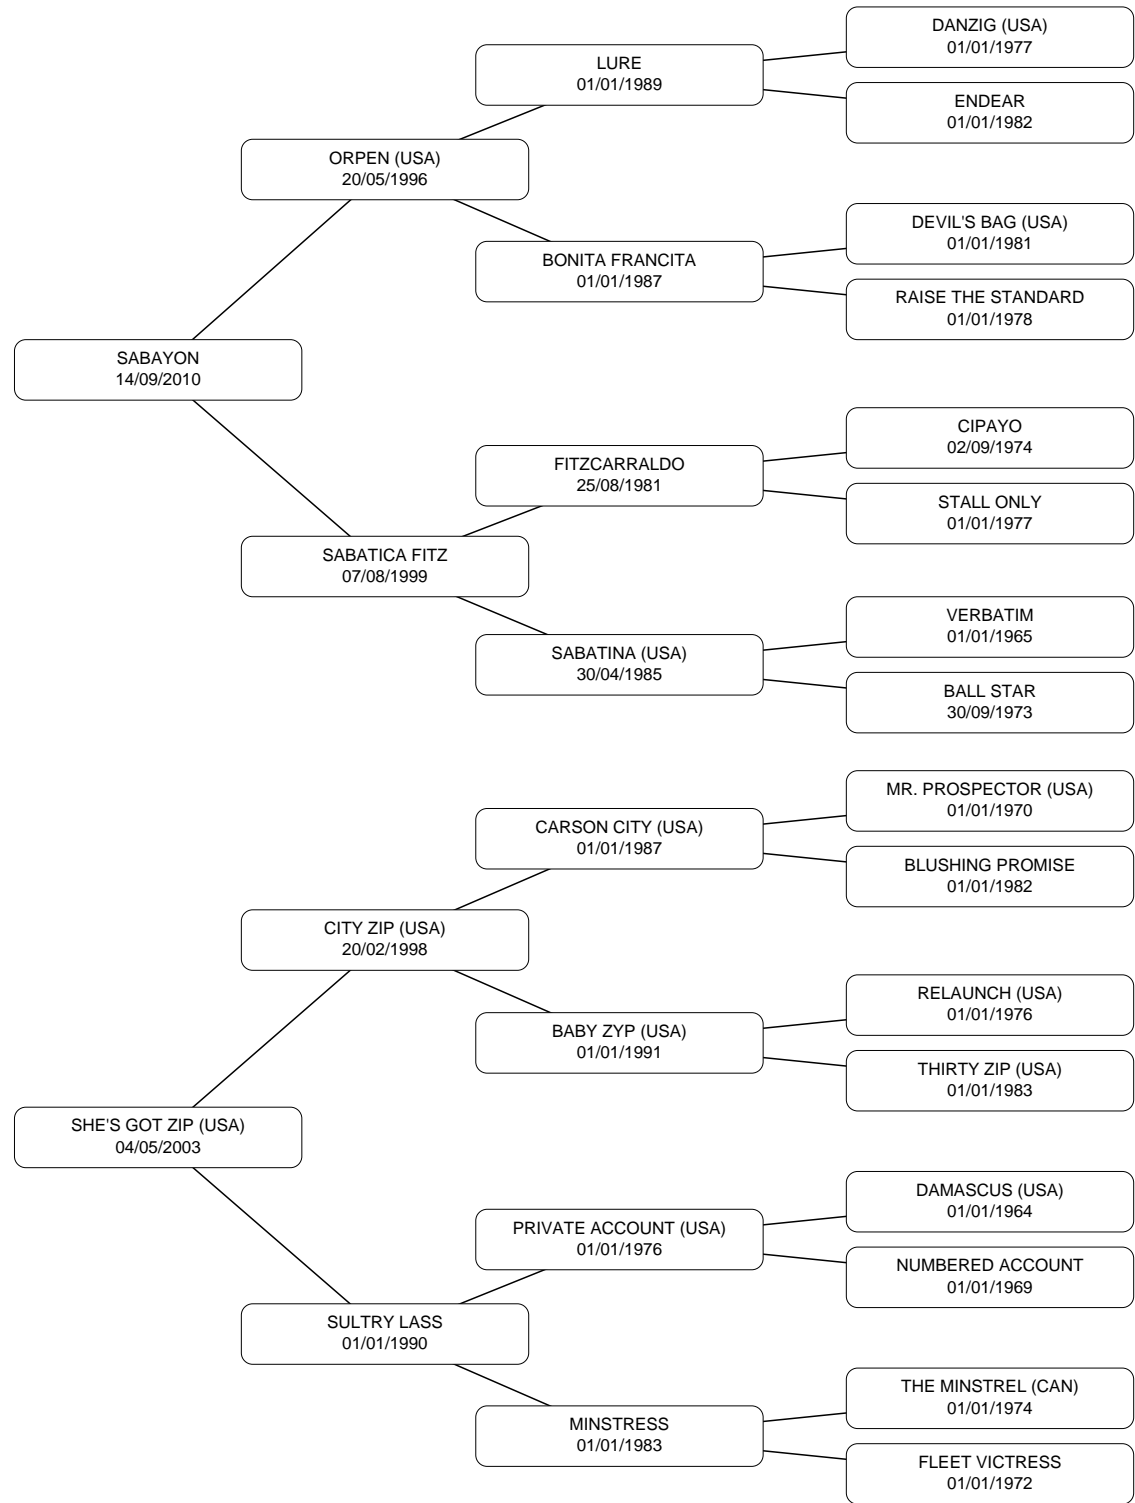 DANZIG (USA)
01/01/1977
LURE
01/01/1989
ENDEAR
01/01/1982
ORPEN (USA)
20/05/1996
DEVIL'S BAG (USA)
01/01/1981
BONITA FRANCITA
01/01/1987
RAISE THE STANDARD
01/01/1978
SABAYON
14/09/2010
CIPAYO
02/09/1974
FITZCARRALDO
25/08/1981
STALL ONLY
01/01/1977
SABATICA FITZ
07/08/1999
VERBATIM
01/01/1965
SABATINA (USA)
30/04/1985
BALL STAR
30/09/1973
MR. PROSPECTOR (USA)
01/01/1970
CARSON CITY (USA)
01/01/1987
BLUSHING PROMISE
01/01/1982
CITY ZIP (USA)
20/02/1998
RELAUNCH (USA)
01/01/1976
BABY ZYP (USA)
01/01/1991
THIRTY ZIP (USA)
01/01/1983
SHE'S GOT ZIP (USA)
04/05/2003
DAMASCUS (USA)
01/01/1964
PRIVATE ACCOUNT (USA)
01/01/1976
NUMBERED ACCOUNT
01/01/1969
SULTRY LASS
01/01/1990
THE MINSTREL (CAN)
01/01/1974
MINSTRESS
01/01/1983
FLEET VICTRESS
01/01/1972